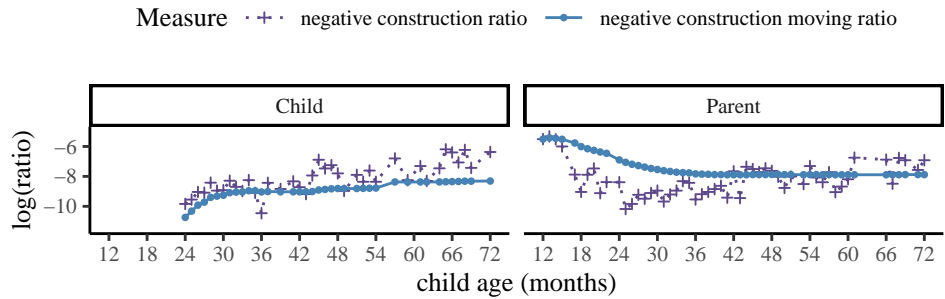 Measure negative construction ratio negative construction moving ratio
Child Parent
log(ratio)
−6
−8
−10
12 18 24 30 36 42 48 54 60 66 72 12 18 24 30 36 42 48 54 60 66 72
child age (months)